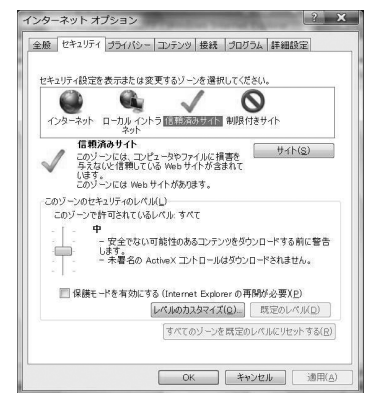 インターネット オプション
全般 セキュリティ プライバシー コンテンツ 接続 プログラム 詳細設定
セキュリティ設定を表示または変更するゾーンを選択してください。
インターネット ローカル イントラネット 信頼済みサイト 制限付きサイト
信頼済みサイト
サイト(S)
このゾーンには、コンピュータやファイルに損害を
与えないと信頼している Web サイトが含まれて
います。
このゾーンには Web サイトがあります。
このゾーンのセキュリティのレベル(L)
このゾーンで許可されているレベル: すべて
中
- 安全でない可能性のあるコンテンツをダウンロードする前に警告
します。
- 未署名の ActiveX コントロールはダウンロードされません。
保護モードを有効にする (Internet Explorer の再開が必要)(P)
レベルのカスタマイズ(C)... 既定のレベル(D)
すべてのゾーンを既定のレベルにリセットする(R)
OK キャンセル 適用(A)